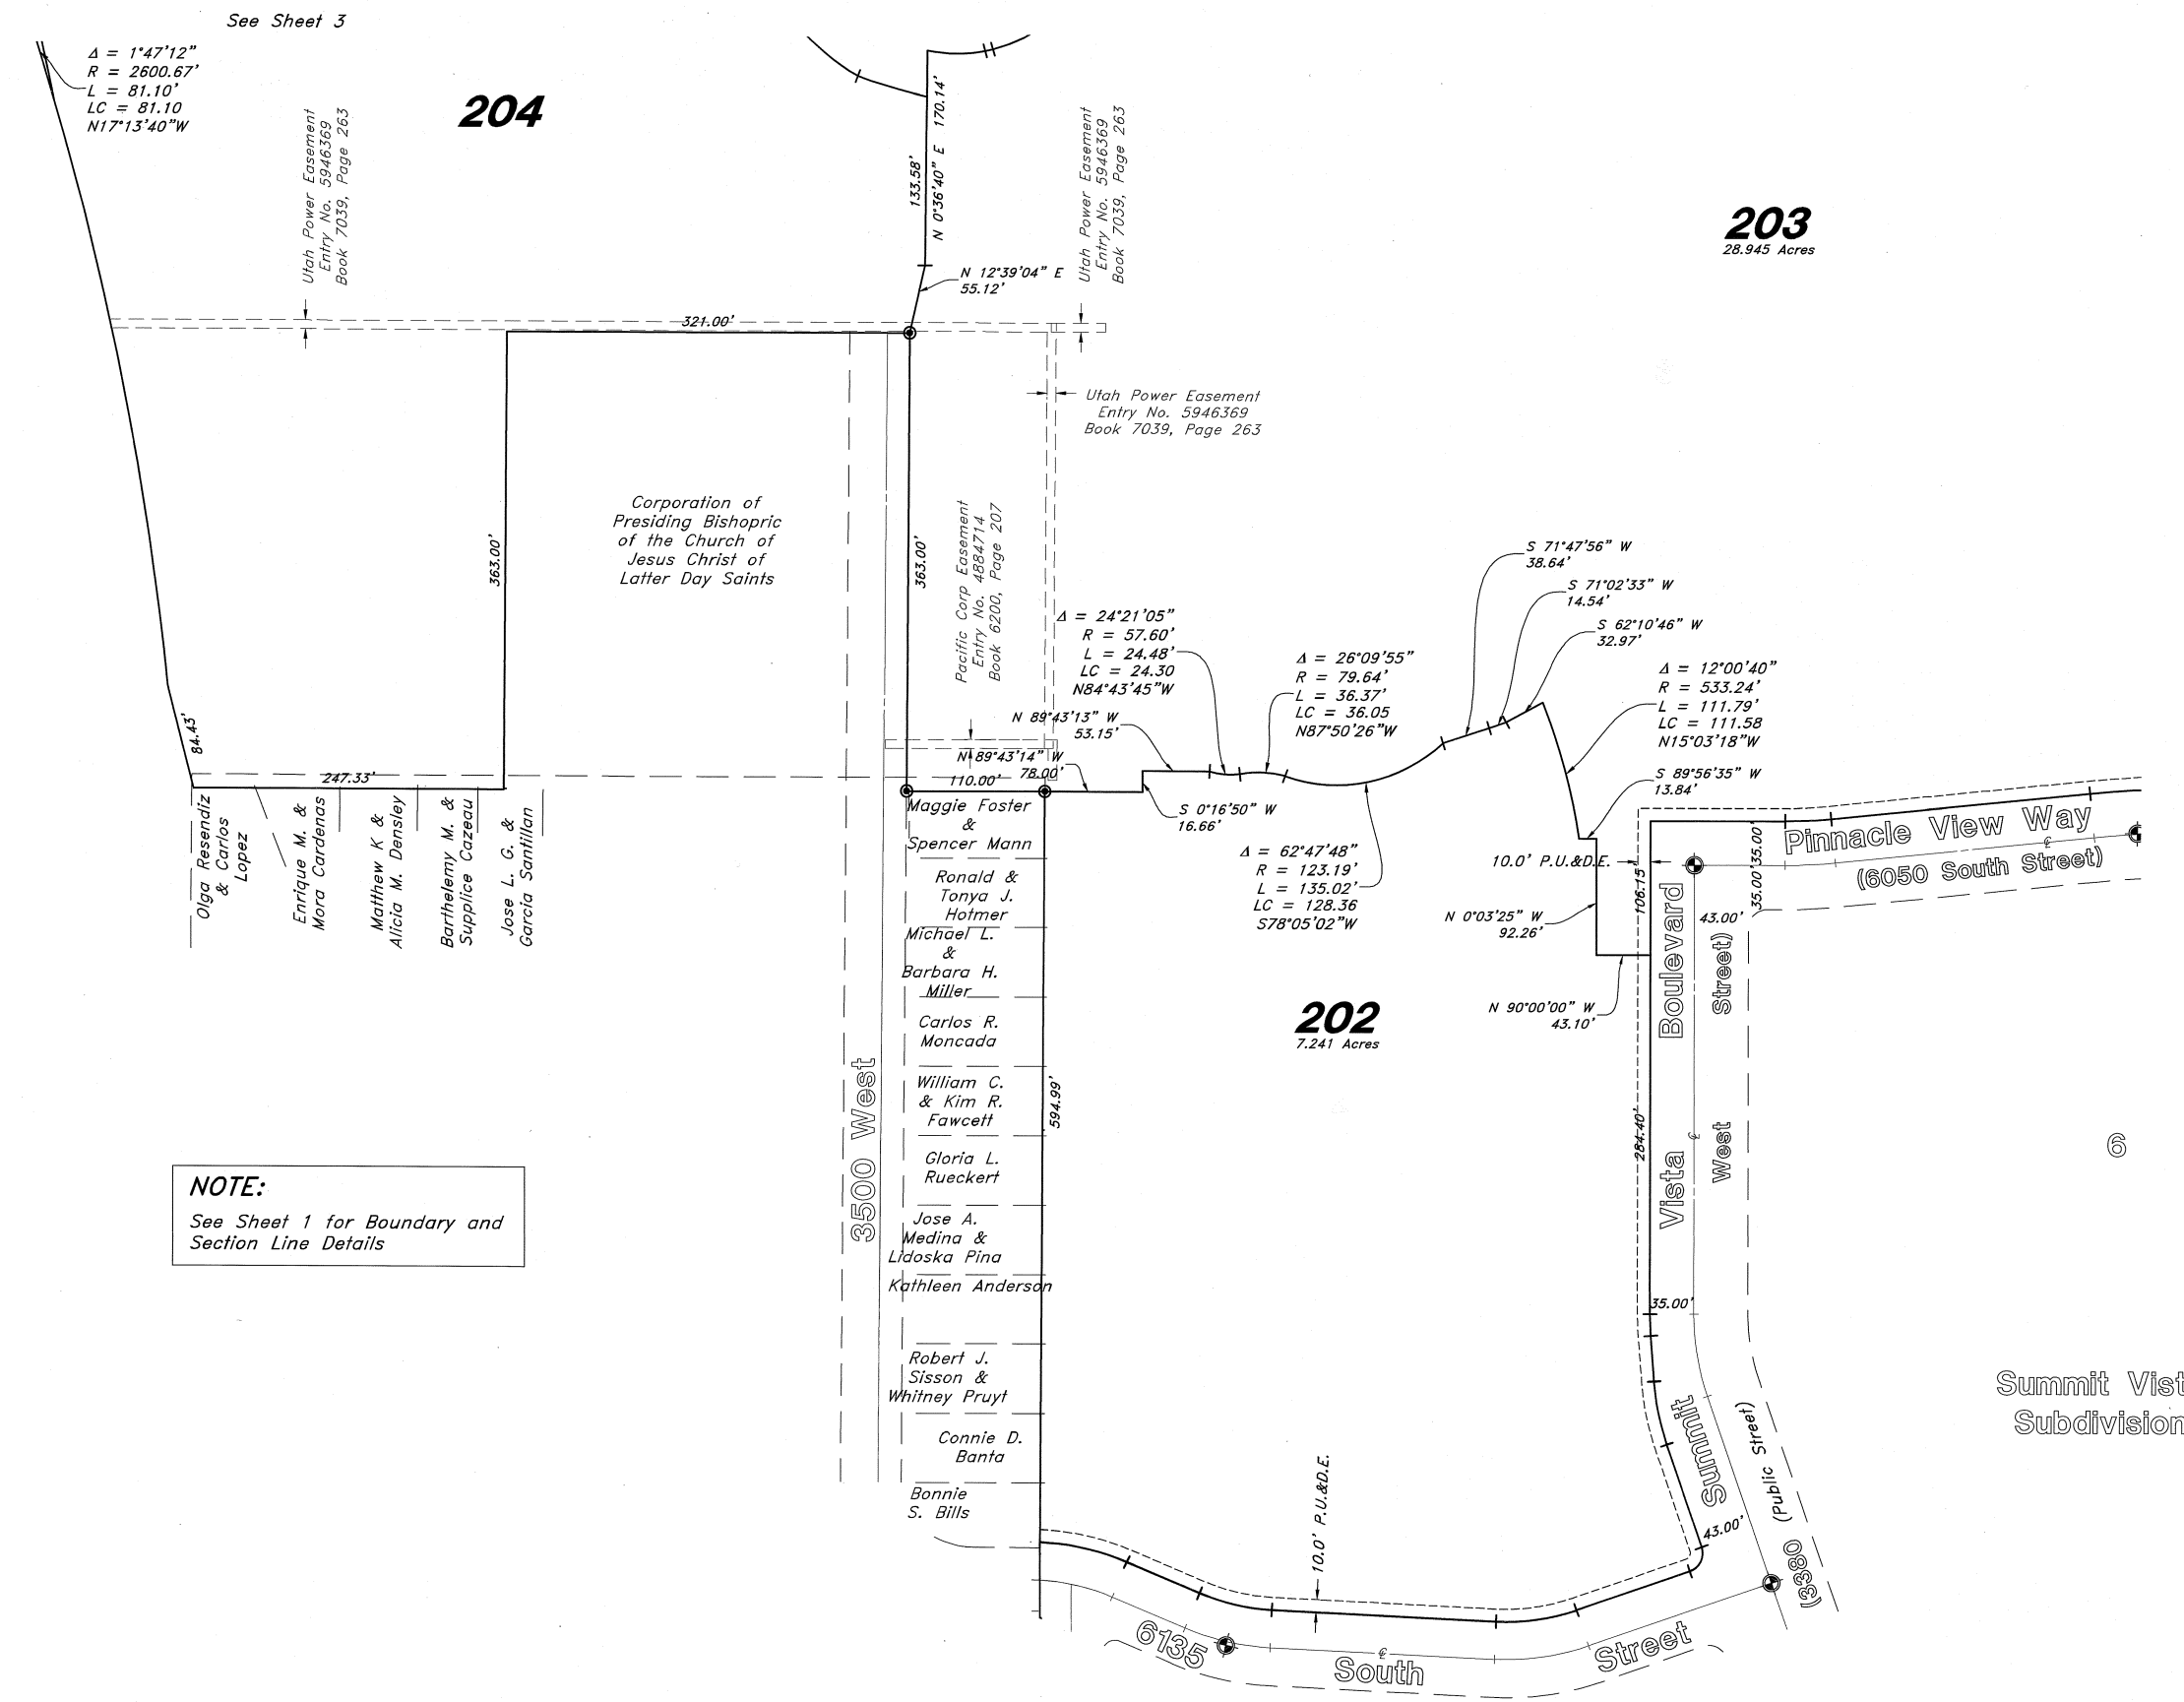 See Sheet 3
Δ = 1°47'12"
R = 2600.67'
L = 81.10'
LC = 81.10
N17°13'40"W
204
Utah Power Easement
Entry No. 5946369
Book 7039, Page 263
133.58'
N 0°36'40" E 170.14'
Utah Power Easement
Entry No. 5946369
Book 7039, Page 263
203
28.945 Acres
N 12°39'04" E
55.12'
321.00'
Utah Power Easement
Entry No. 5946369
Book 7039, Page 263
Corporation of
Presiding Bishopric
of the Church of
Jesus Christ of
Latter Day Saints
363.00'
363.00'
Pacific Corp Easement
Entry No. 4884714
Book 6200, Page 207
Δ = 24°21'05"
R = 57.60'
L = 24.48'
LC = 24.30
N84°43'45"W
N 89°43'13" W
53.15'
N 89°43'14" W
78.00'
110.00'
S 0°16'50" W
16.66'
Δ = 26°09'55"
R = 79.64'
L = 36.37'
LC = 36.05
N87°50'26"W
S 71°47'56" W
38.64'
S 71°02'33" W
14.54'
S 62°10'46" W
32.97'
Δ = 12°00'40"
R = 533.24'
L = 111.79'
LC = 111.58
N15°03'18"W
S 89°56'35" W
13.84'
Δ = 62°47'48"
R = 123.19'
L = 135.02'
LC = 128.36
S78°05'02"W
10.0' P.U.&D.E.
106.15'
N 0°03'25" W
92.26'
N 90°00'00" W
43.10'
35.00'
35.00'
43.00'
Pinnacle View Way
(6050 South Street)
84.43'
247.33'
Olga Resendiz
& Carlos
Lopez
Enrique M. &
Mora Cardenas
Matthew K &
Alicia M. Densley
Barthelemy M. &
Supplice Cazeau
Jose L. G. &
Garcia Santillan
Maggie Foster
&
Spencer Mann
Ronald &
Tonya J.
Hotmer
Michael L.
&
Barbara H.
Miller
Carlos R.
Moncada
William C.
& Kim R.
Fawcett
Gloria L.
Rueckert
Jose A.
Medina &
Lidoska Pina
Kathleen Anderson
Robert J.
Sisson &
Whitney Pruyt
Connie D.
Banta
Bonnie
S. Bills
3500 West
594.99'
202
7.241 Acres
284.40'
Summit Vista Boulevard
(3380 West Street)
(Public Street)
35.00'
43.00'
6
Summit Vist
Subdivision
NOTE:
See Sheet 1 for Boundary and
Section Line Details
10.0' P.U.&D.E.
6135 South Street